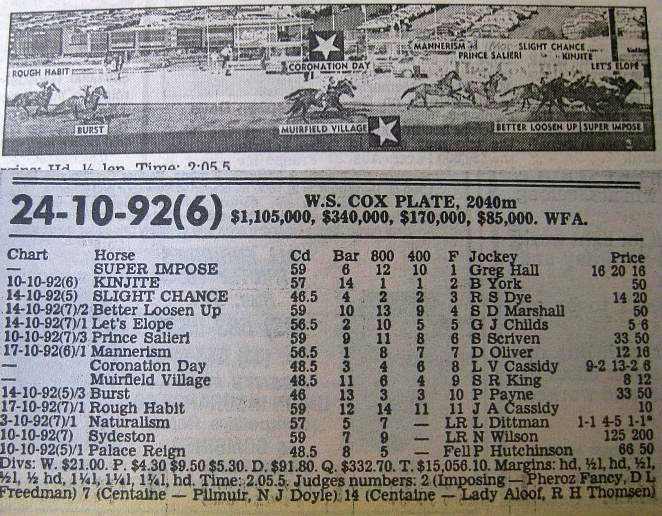 MANNERISM SLIGHT CHANCE
PRINCE SALIERI KINJITE
ROUGH HABIT CORONATION DAY LET'S ELOPE
BURST MUIRFIELD VILLAGE BETTER LOOSEN UP SUPER IMPOSE
Hd, ½ len. Time: 2:05.5
24-10-92(6) W.S. COX PLATE, 2040m
$1,105,000, $340,000, $170,000, $85,000. WFA.
Chart Horse Cd Bar 800 400 F Jockey Price
— SUPER IMPOSE 59 6 12 10 1 Greg Hall 16 20 16
10-10-92(6) KINJITE 57 14 1 1 2 B York 50
14-10-92(5) SLIGHT CHANCE 46.5 4 2 2 3 R S Dye 14 20
14-10-92(7)/2 Better Loosen Up 59 10 13 9 4 S D Marshall 50
14-10-92(7)/1 Let's Elope 56.5 2 10 5 5 G J Childs 5 6
10-10-92(7)/3 Prince Salieri 59 9 11 8 6 S Scriven 33 50
17-10-92(6)/1 Mannerism 56.5 1 8 7 7 D Oliver 12 16
— Coronation Day 48.5 3 4 6 8 L V Cassidy 9-2 13-2 6
— Muirfield Village 48.5 11 6 4 9 S R King 8 12
14-10-92(5)/3 Burst 46 13 3 3 10 P Payne 33 50
17-10-92(7)/1 Rough Habit 59 12 14 11 11 J A Cassidy 10
3-10-92(7)/1 Naturalism 57 5 7 — LR L Dittman 1-1 4-5 1-1*
10-10-92(7) Sydeston 59 7 9 — LR N Wilson 125 200
10-10-92(5)/1 Palace Reign 48.5 8 5 — Fell P Hutchinson 66 50
Divs: W. $21.00. P. $4.30 $9.50 $5.30. D. $91.80. Q. $332.70. T. $15,056.10. Margins: hd, ½l, hd,
½l, ½ hd, 1¼l, 1¼l, 1¼l, hd. Time: 2.05.5. Judges numbers: 2 (Imposing — Pheroz Fancy, D L
Freedman) 7 (Centaine — Pilmuir, N J Doyle) 14 (Centaine — Lady Aloof, R H Thomsen)